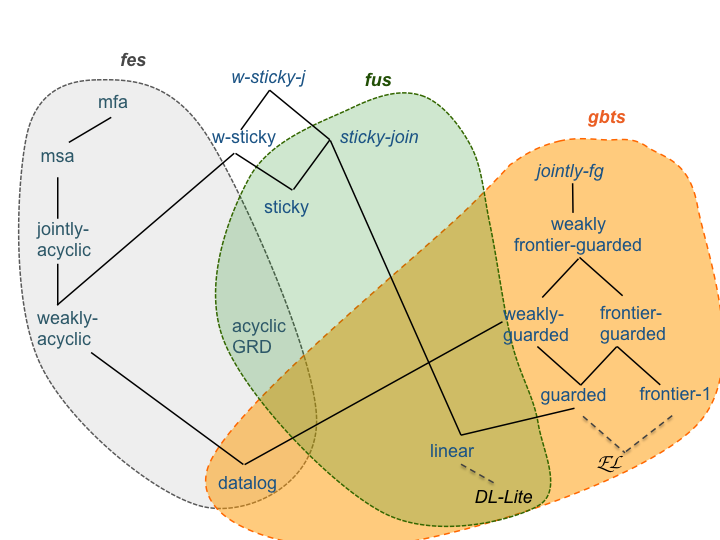 fes
w-sticky-j
fus
mfa
gbts
w-sticky
sticky-join
msa
jointly-fg
sticky
jointly-
acyclic
weakly
frontier-guarded
weakly-
acyclic
acyclic
GRD
weakly-
guarded
frontier-
guarded
guarded
frontier-1
linear
ℰℒ
datalog
DL-Lite